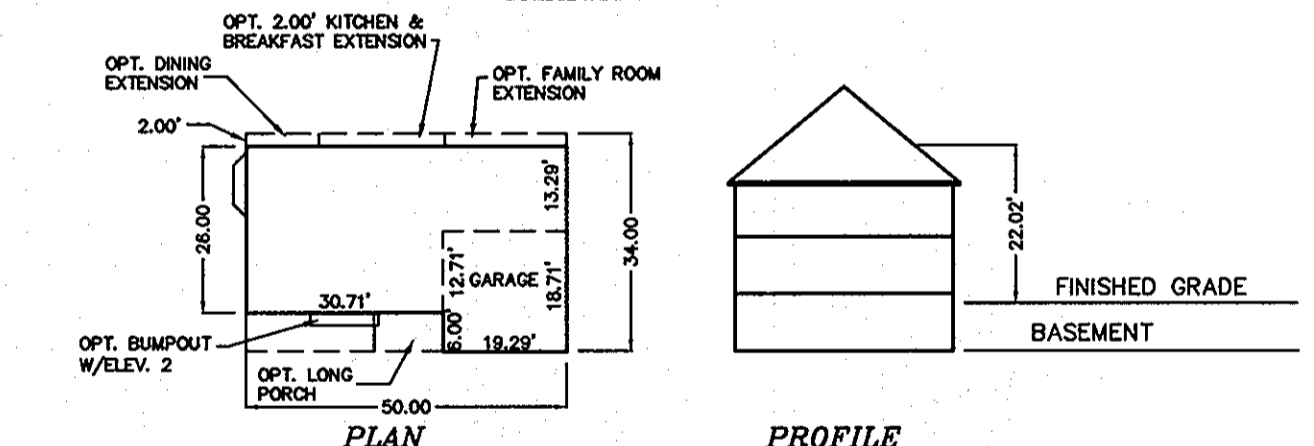 OPT. 2.00' KITCHEN &
BREAKFAST EXTENSION
OPT. DINING
EXTENSION
OPT. FAMILY ROOM
EXTENSION
2.00'
26.00
13.29'
34.00
12.71'
GARAGE
18.71'
30.71'
6.00'
19.29'
OPT. BUMPOUT
W/ELEV. 2
OPT. LONG
PORCH
50.00
PLAN
22.02'
FINISHED GRADE
BASEMENT
PROFILE